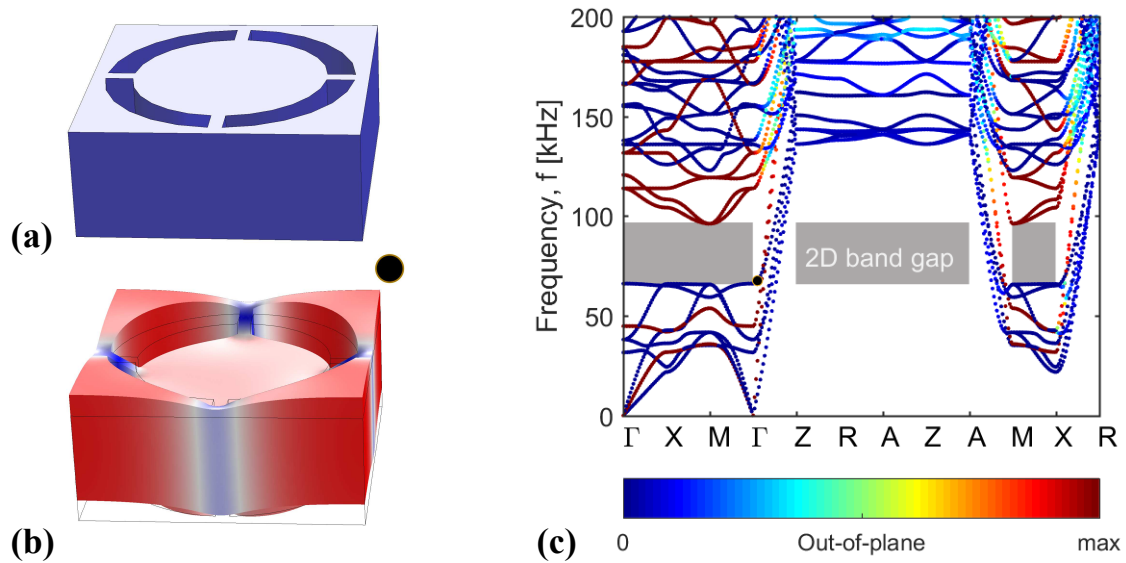 (a)
(b)
200
150
100
50
0
Frequency, f [kHz]
2D band gap
Γ X M Γ Z R A Z A M X R
0 Out-of-plane max
(c)